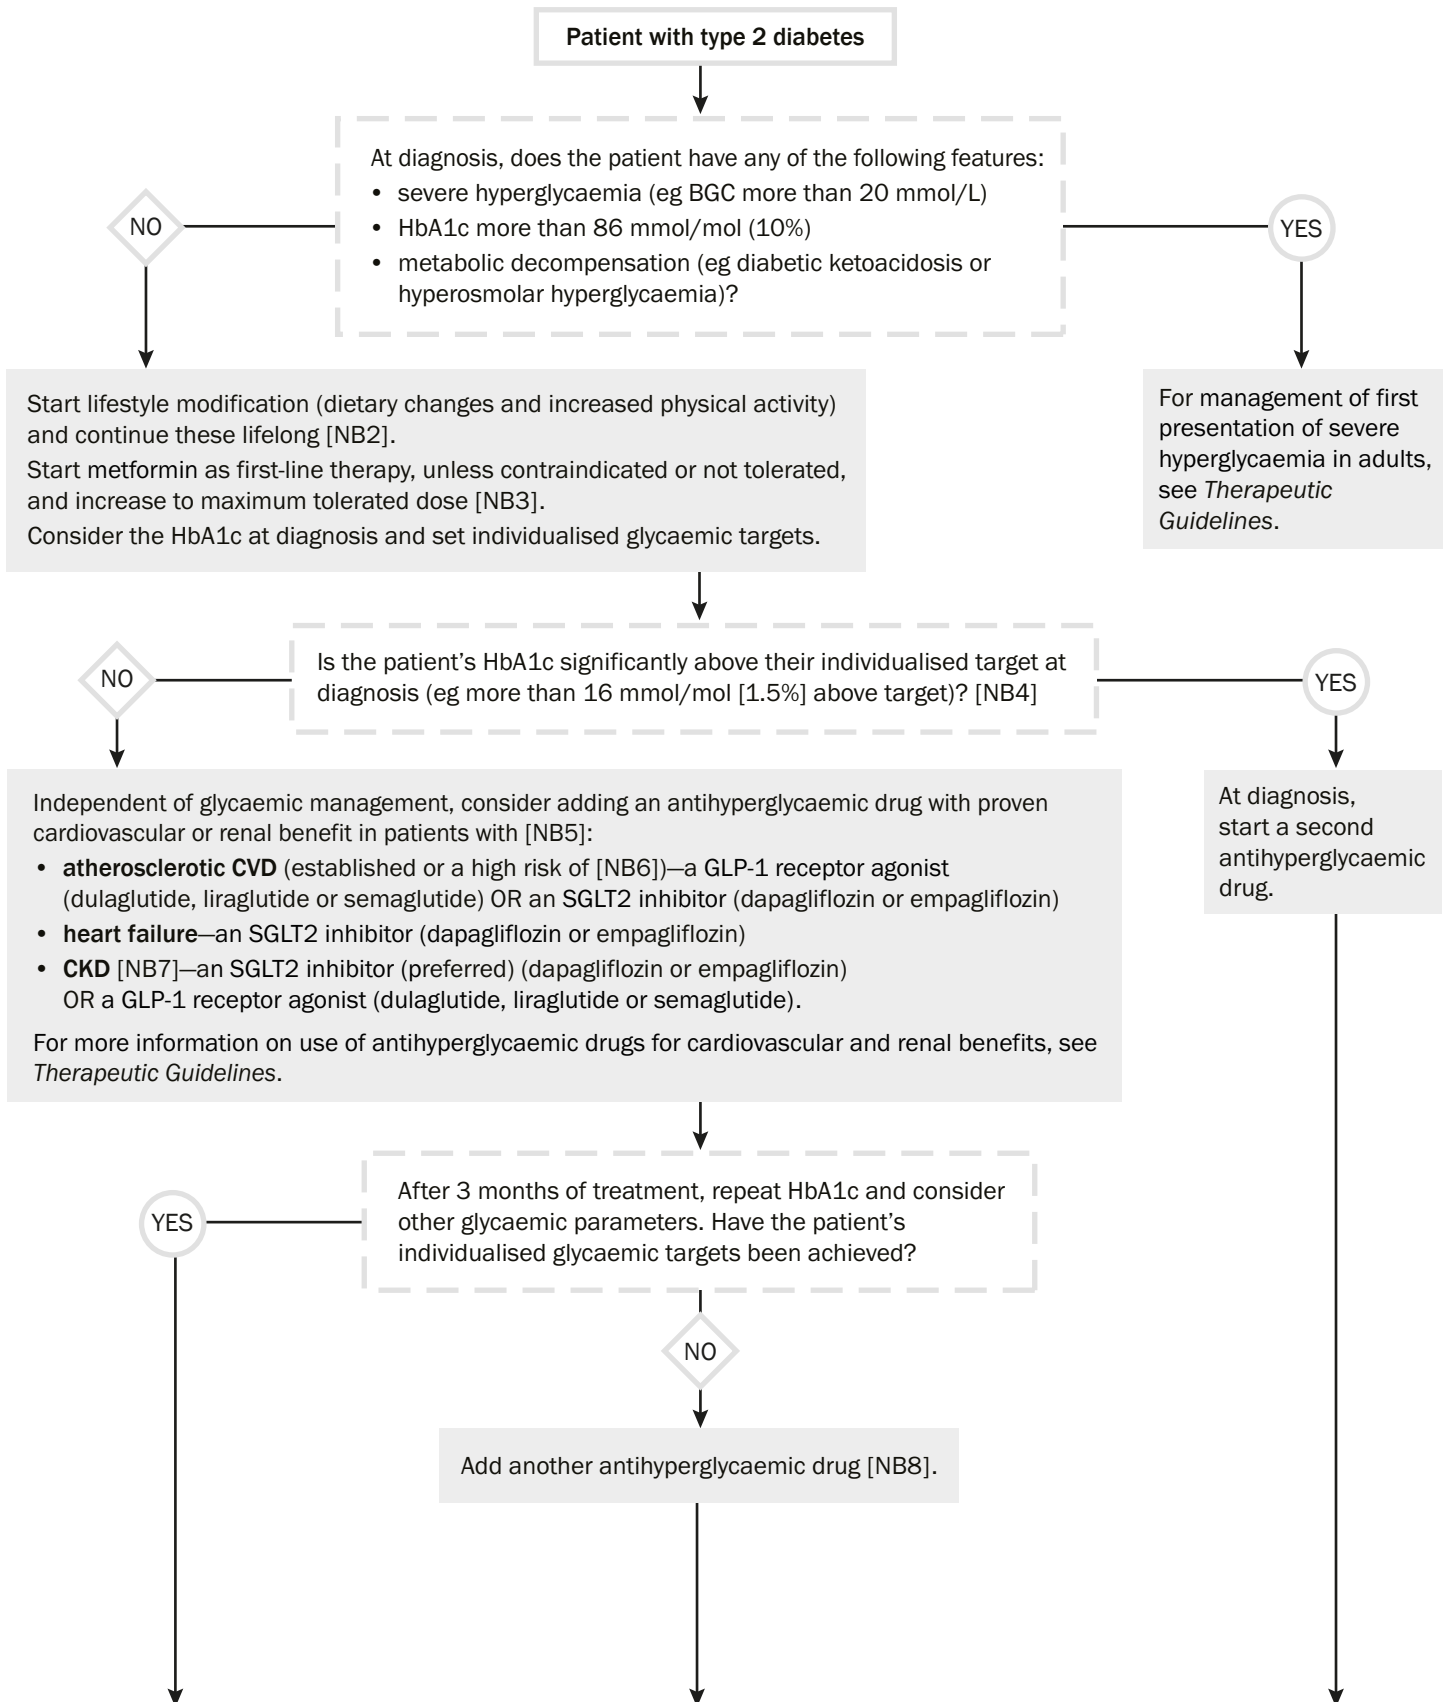 Patient with type 2 diabetes
At diagnosis, does the patient have any of the following features:
• severe hyperglycaemia (eg BGC more than 20 mmol/L)
• HbA1c more than 86 mmol/mol (10%)
• metabolic decompensation (eg diabetic ketoacidosis or
hyperosmolar hyperglycaemia)?
NO
YES
Start lifestyle modification (dietary changes and increased physical activity)
and continue these lifelong [NB2].
Start metformin as first-line therapy, unless contraindicated or not tolerated,
and increase to maximum tolerated dose [NB3].
Consider the HbA1c at diagnosis and set individualised glycaemic targets.
For management of first
presentation of severe
hyperglycaemia in adults,
see Therapeutic
Guidelines.
Is the patient’s HbA1c significantly above their individualised target at
diagnosis (eg more than 16 mmol/mol [1.5%] above target)? [NB4]
NO
YES
Independent of glycaemic management, consider adding an antihyperglycaemic drug with proven
cardiovascular or renal benefit in patients with [NB5]:
• atherosclerotic CVD (established or a high risk of [NB6])—a GLP-1 receptor agonist
(dulaglutide, liraglutide or semaglutide) OR an SGLT2 inhibitor (dapagliflozin or empagliflozin)
• heart failure—an SGLT2 inhibitor (dapagliflozin or empagliflozin)
• CKD [NB7]—an SGLT2 inhibitor (preferred) (dapagliflozin or empagliflozin)
OR a GLP-1 receptor agonist (dulaglutide, liraglutide or semaglutide).
For more information on use of antihyperglycaemic drugs for cardiovascular and renal benefits, see
Therapeutic Guidelines.
At diagnosis,
start a second
antihyperglycaemic
drug.
After 3 months of treatment, repeat HbA1c and consider
other glycaemic parameters. Have the patient’s
individualised glycaemic targets been achieved?
YES
NO
Add another antihyperglycaemic drug [NB8].